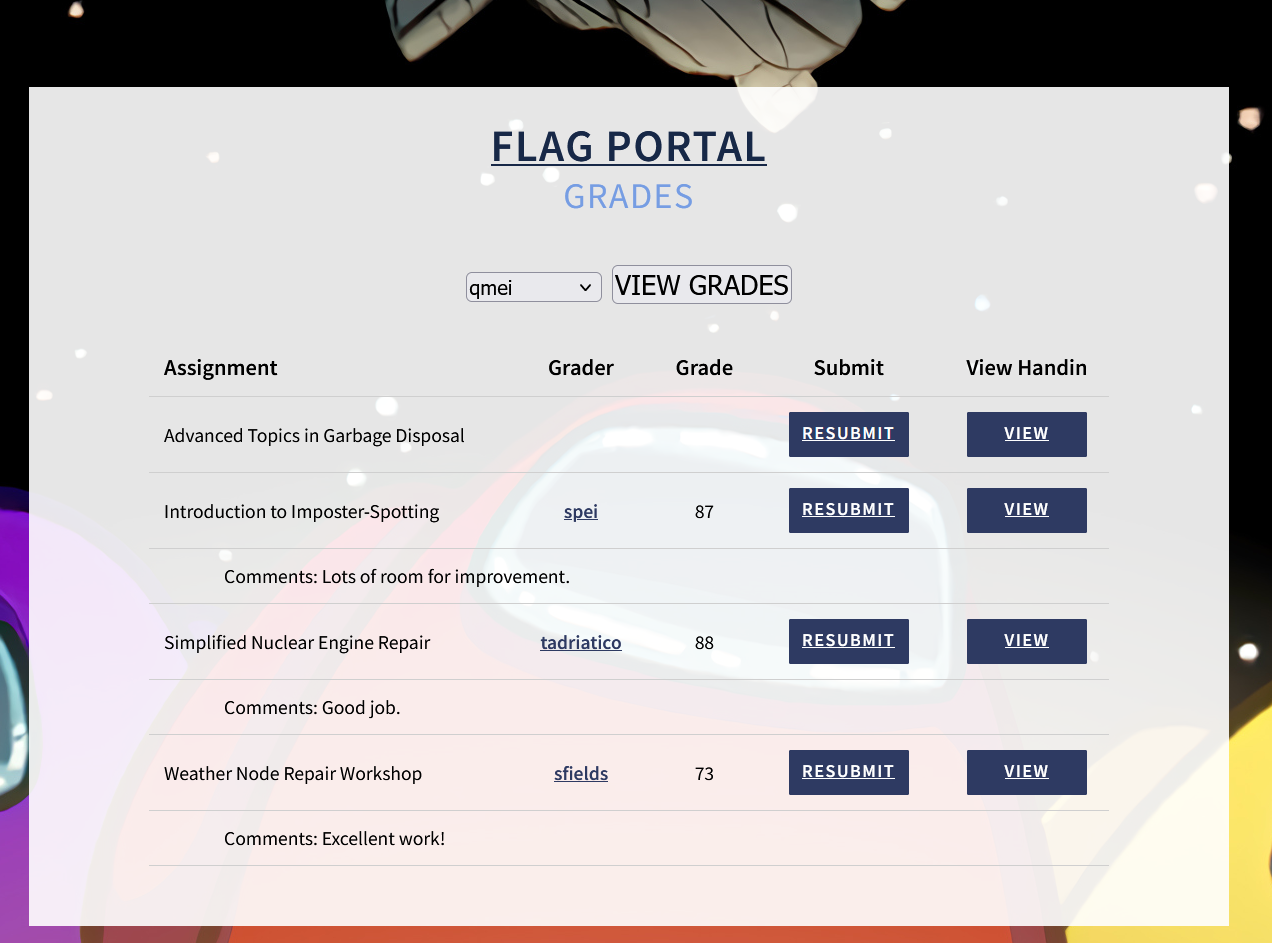 FLAG PORTAL
GRADES
qmei VIEW GRADES
Assignment Grader Grade Submit View Handin
Advanced Topics in Garbage Disposal RESUBMIT VIEW
Introduction to Imposter-Spotting spei 87 RESUBMIT VIEW
Comments: Lots of room for improvement.
Simplified Nuclear Engine Repair tadriatico 88 RESUBMIT VIEW
Comments: Good job.
Weather Node Repair Workshop sfields 73 RESUBMIT VIEW
Comments: Excellent work!